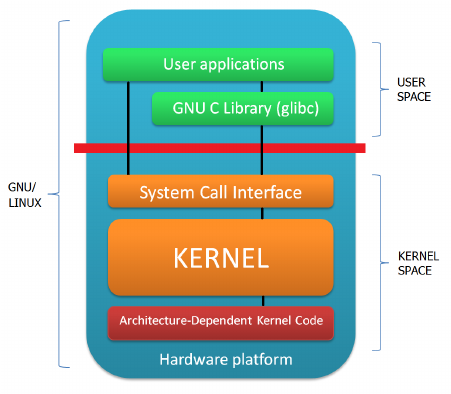 User applications
GNU C Library (glibc)
USER
SPACE
GNU/
LINUX
System Call Interface
KERNEL
KERNEL
SPACE
Architecture-Dependent Kernel Code
Hardware platform